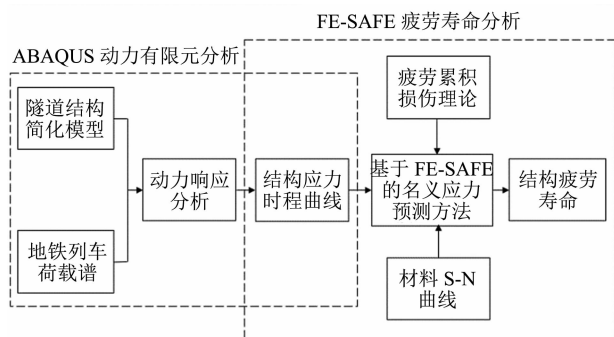 FE-SAFE 疲劳寿命分析
ABAQUS 动力有限元分析
隧道结构
简化模型
地铁列车
荷载谱
动力响应
分析
结构应力
时程曲线
疲劳累积
损伤理论
基于 FE-SAFE
的名义应力
预测方法
材料 S-N
曲线
结构疲劳
寿命